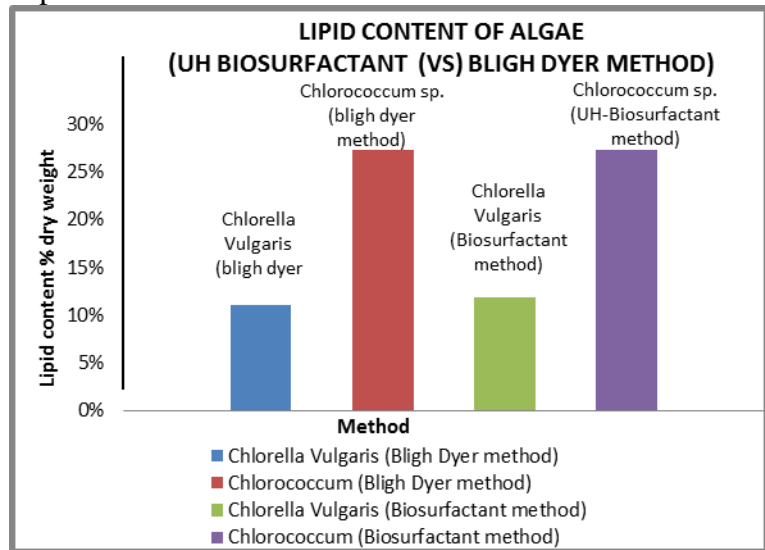 LIPID CONTENT OF ALGAE
(UH BIOSURFACTANT (VS) BLIGH DYER METHOD)
Chlorococcum sp.
(bligh dyer
method)
Chlorococcum sp.
(UH-Biosurfactant
method)
Chlorella
Vulgaris
(bligh dyer
Chlorella
Vulgaris
(Biosurfactant
method)
Lipid content % dry weight
30%
25%
20%
15%
10%
5%
0%
Method
Chlorella Vulgaris (Bligh Dyer method)
Chlorococcum (Bligh Dyer method)
Chlorella Vulgaris (Biosurfactant method)
Chlorococcum (Biosurfactant method)